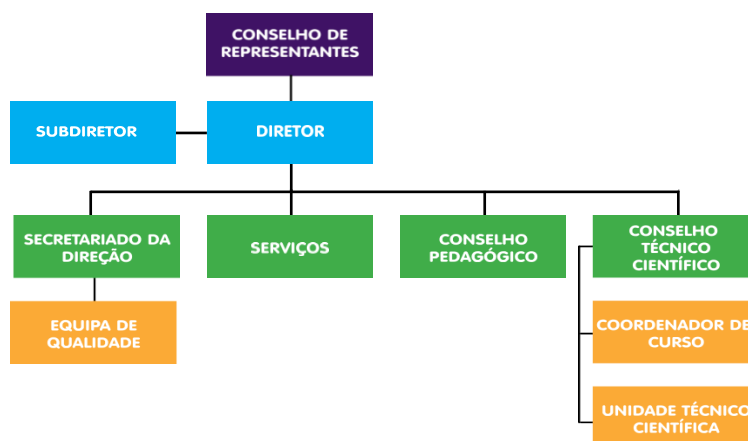 CONSELHO DE
REPRESENTANTES
SUBDIRETOR
DIRETOR
SECRETARIADO DA
DIREÇÃO
SERVIÇOS
CONSELHO
PEDAGÓGICO
CONSELHO
TÉCNICO
CIENTÍFICO
EQUIPA DE
QUALIDADE
COORDENADOR DE
CURSO
UNIDADE TÉCNICO
CIENTÍFICA